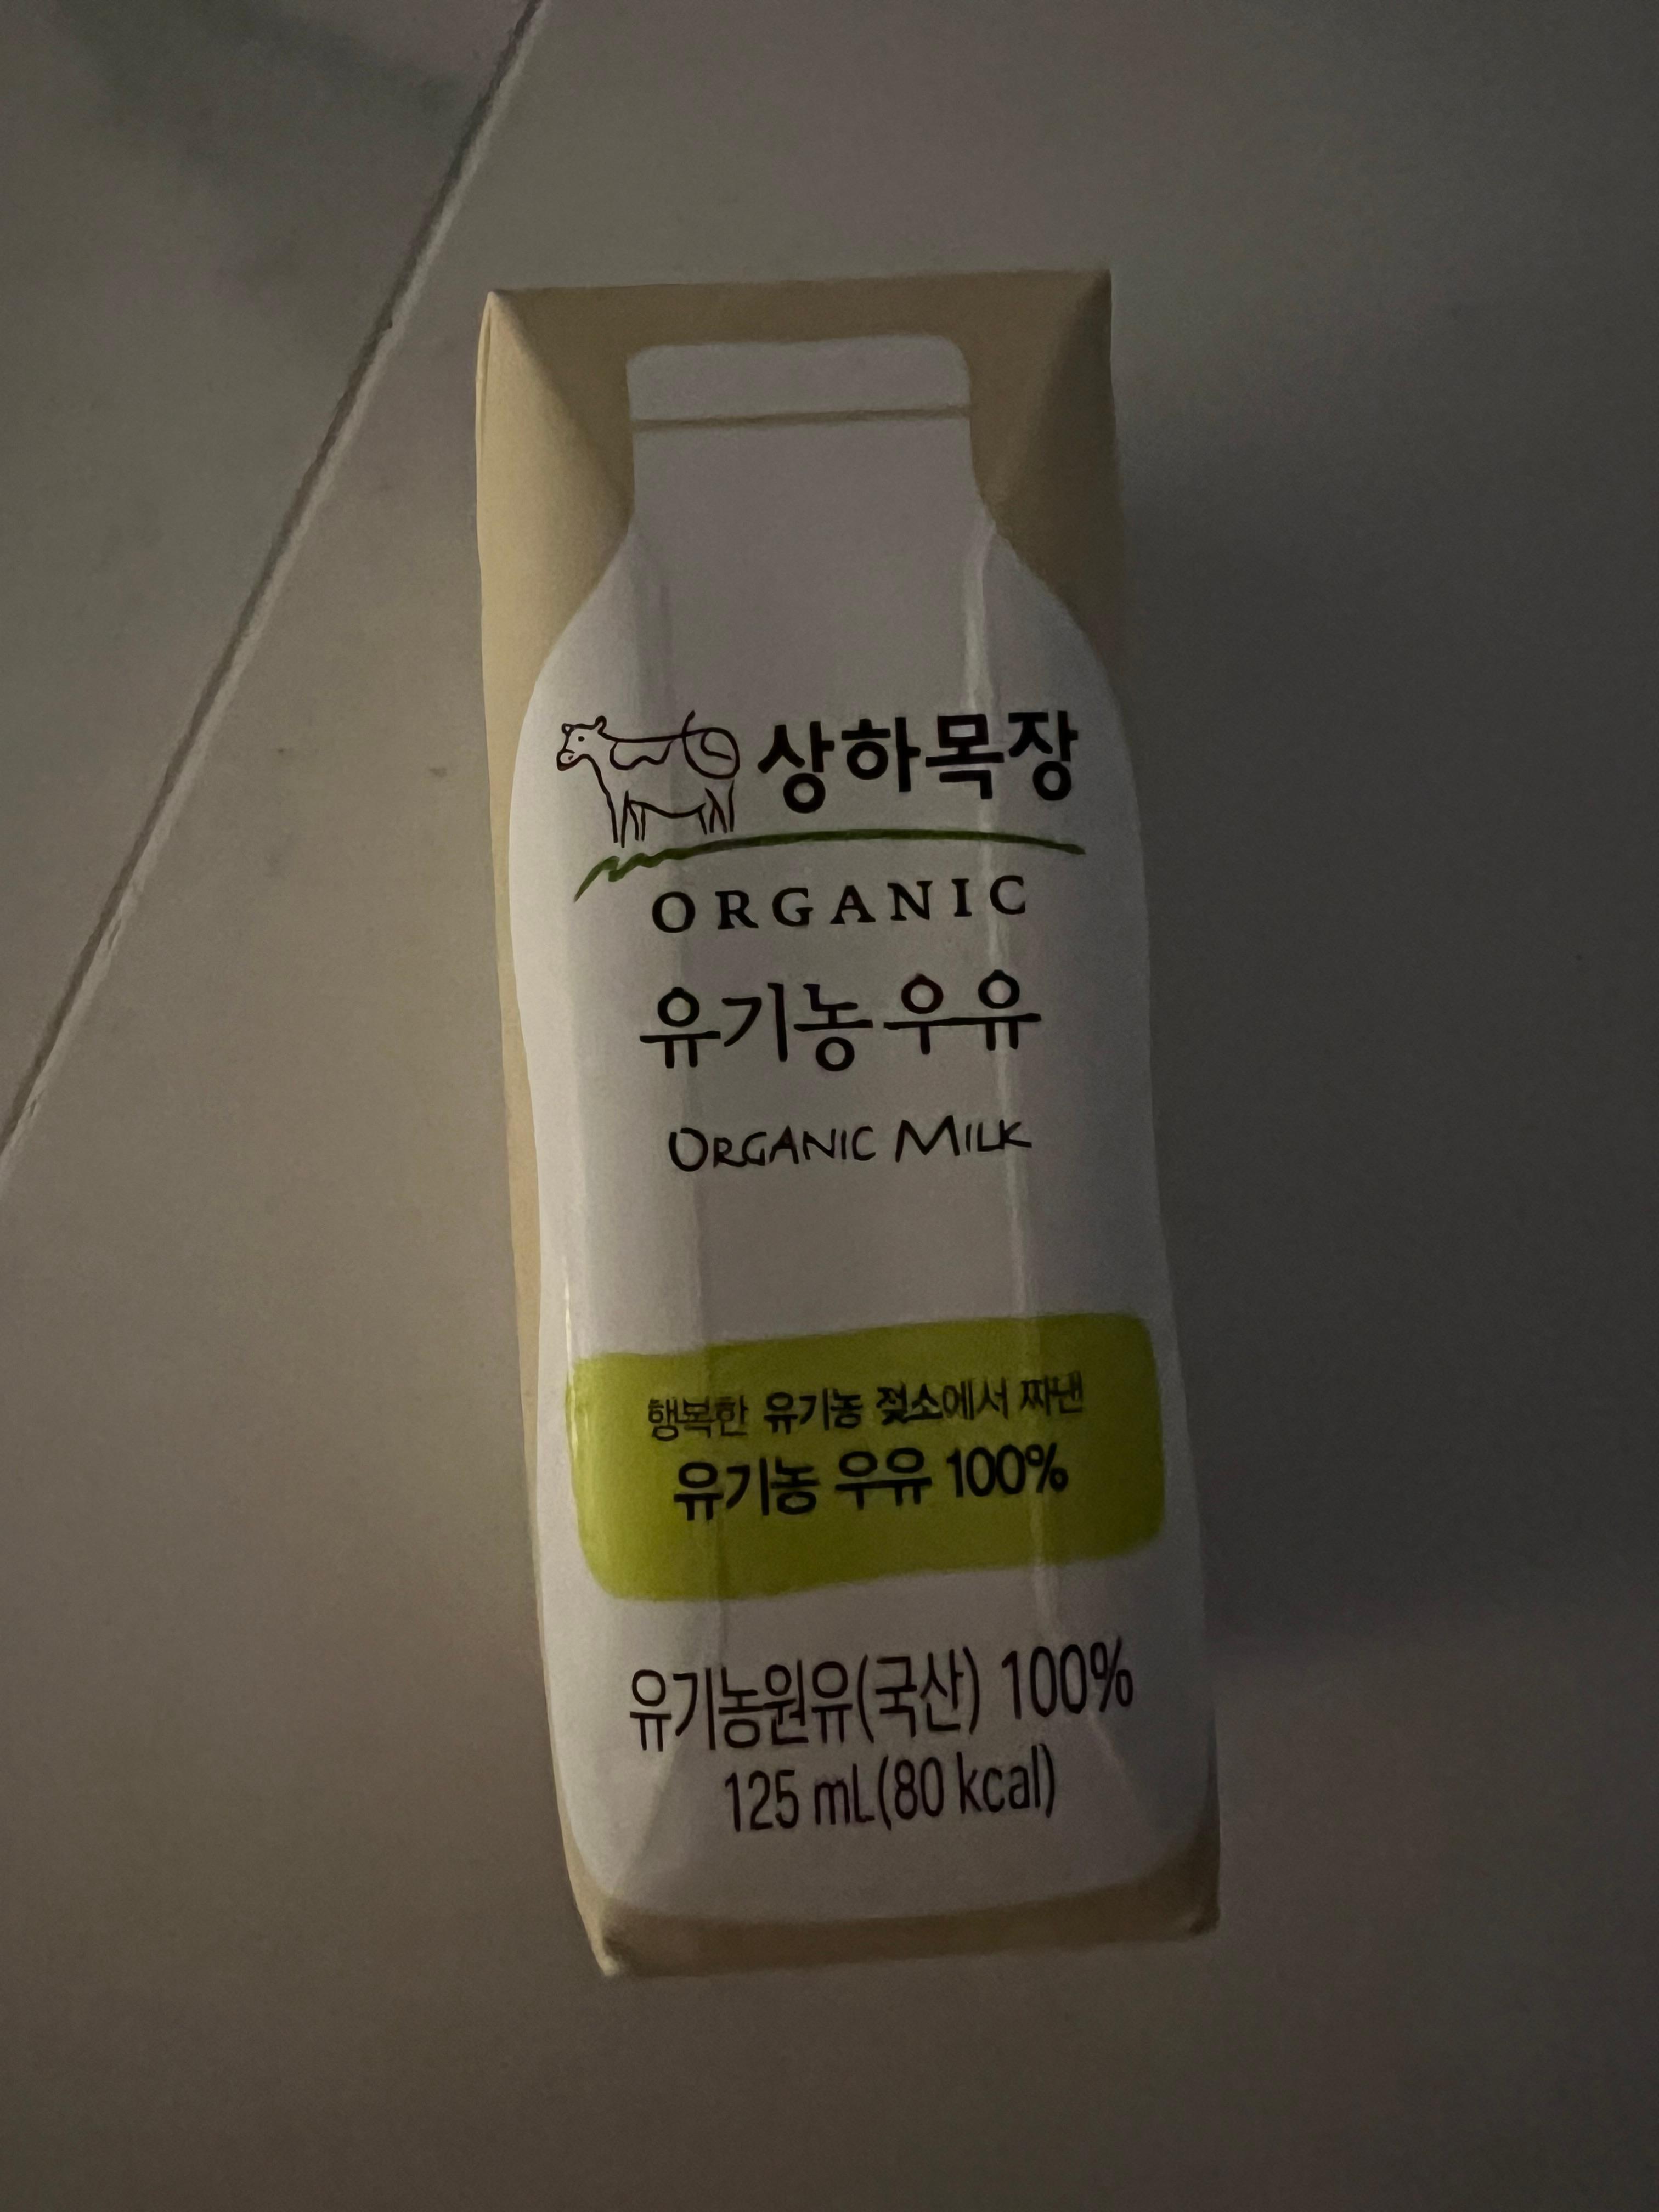 상하목장
ORGANIC
유기농우유
ORGANIC MILK
행복한 유기농 젖소에서 짜낸
유기농 우유 100%
유기농원유(국산) 100%
125 mL(80 kcal)